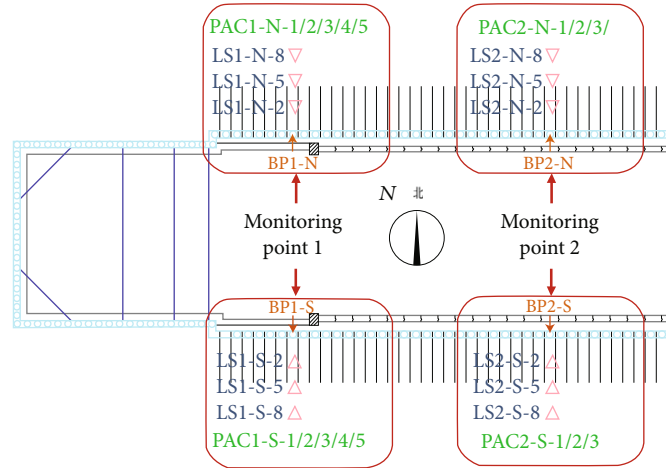 PAC1-N-1/2/3/4/5
PAC2-N-1/2/3/
LS1-N-8
LS2-N-8
LS1-N-5
LS2-N-5
LS1-N-2
LS2-N-2
BP1-N
BP2-N
N 北
Monitoring
point 1
Monitoring
point 2
BP1-S
BP2-S
LS1-S-2
LS2-S-2
LS1-S-5
LS2-S-5
LS1-S-8
LS2-S-8
PAC1-S-1/2/3/4/5
PAC2-S-1/2/3